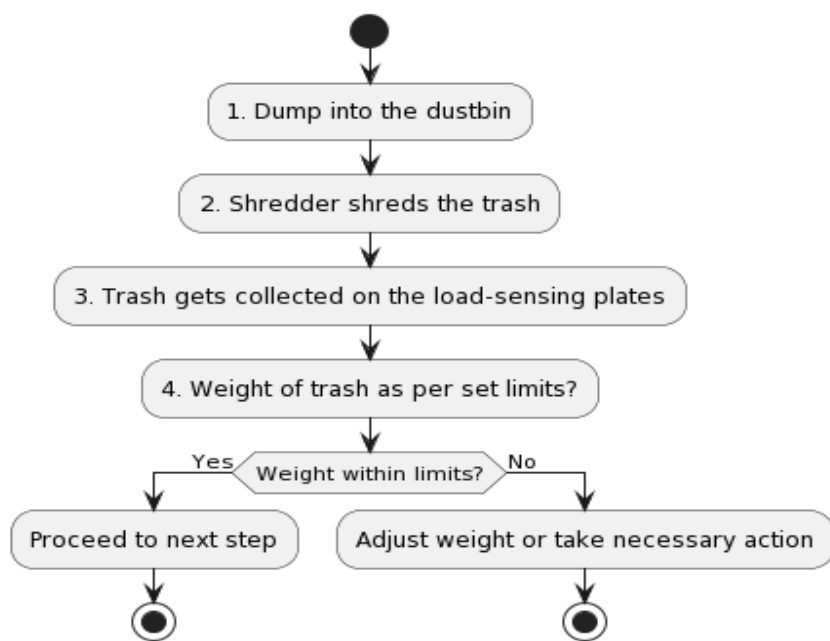 1. Dump into the dustbin
2. Shredder shreds the trash
3. Trash gets collected on the load-sensing plates
4. Weight of trash as per set limits?
Yes
Weight within limits?
No
Proceed to next step
Adjust weight or take necessary action